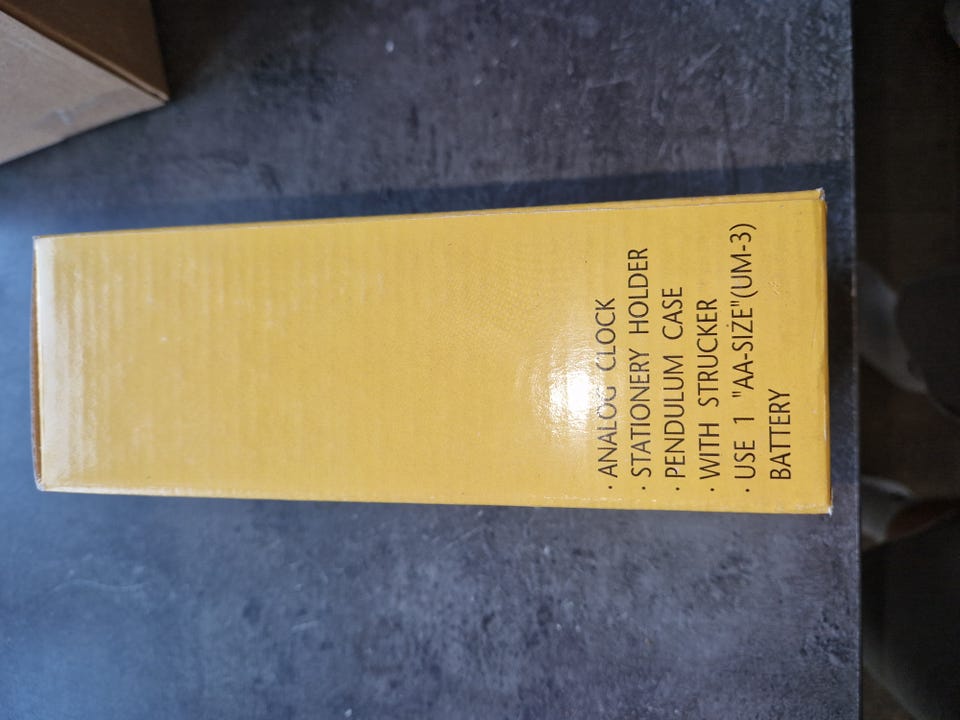 · ANALOG CLOCK
· STATIONERY HOLDER
· PENDULUM CASE
· WITH STRUCKER
· USE 1 "AA-SIZE"(UM-3)
BATTERY